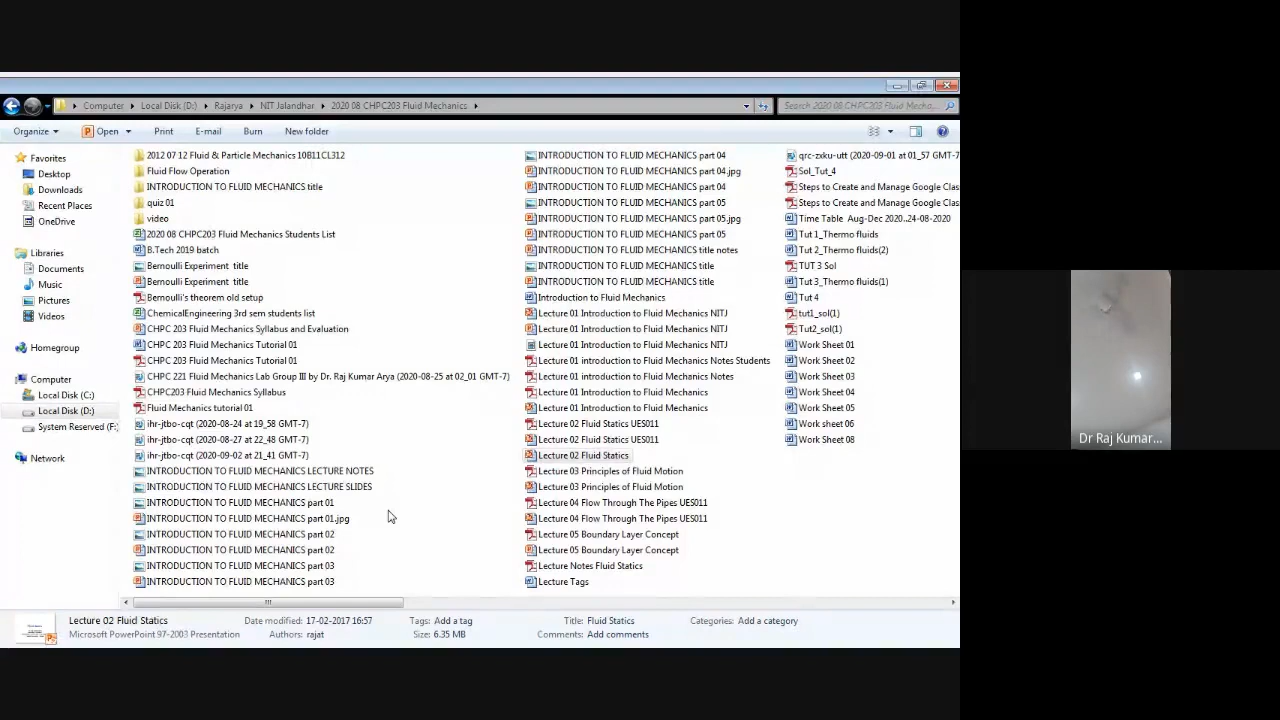 Computer Local Disk (D:) Rajarya NIT Jalandhar 2020 08 CHPC203 Fluid Mechanics
Search 2020 08 CHPC203 Fluid Mecha...
Organize Open Print E-mail Burn New folder
Favorites
Desktop
Downloads
Recent Places
OneDrive
Libraries
Documents
Music
Pictures
Videos
Homegroup
Computer
Local Disk (C:)
Local Disk (D:)
System Reserved (F:
Network
2012 07 12 Fluid & Particle Mechanics 10B11CL312
Fluid Flow Operation
INTRODUCTION TO FLUID MECHANICS title
quiz 01
video
2020 08 CHPC203 Fluid Mechanics Students List
B.Tech 2019 batch
Bernoulli Experiment title
Bernoulli Experiment title
Bernoulli's theorem old setup
ChemicalEngineering 3rd sem students list
CHPC 203 Fluid Mechanics Syllabus and Evaluation
CHPC 203 Fluid Mechanics Tutorial 01
CHPC 203 Fluid Mechanics Tutorial 01
CHPC 221 Fluid Mechanics Lab Group III by Dr. Raj Kumar Arya (2020-08-25 at 02_01 GMT-7)
CHPC203 Fluid Mechanics Syllabus
Fluid Mechanics tutorial 01
ihr-jtbo-cqt (2020-08-24 at 19_58 GMT-7)
ihr-jtbo-cqt (2020-08-27 at 22_48 GMT-7)
ihr-jtbo-cqt (2020-09-02 at 21_41 GMT-7)
INTRODUCTION TO FLUID MECHANICS LECTURE NOTES
INTRODUCTION TO FLUID MECHANICS LECTURE SLIDES
INTRODUCTION TO FLUID MECHANICS part 01
INTRODUCTION TO FLUID MECHANICS part 01.jpg
INTRODUCTION TO FLUID MECHANICS part 02
INTRODUCTION TO FLUID MECHANICS part 02
INTRODUCTION TO FLUID MECHANICS part 03
INTRODUCTION TO FLUID MECHANICS part 03
INTRODUCTION TO FLUID MECHANICS part 04
INTRODUCTION TO FLUID MECHANICS part 04.jpg
INTRODUCTION TO FLUID MECHANICS part 04
INTRODUCTION TO FLUID MECHANICS part 05
INTRODUCTION TO FLUID MECHANICS part 05.jpg
INTRODUCTION TO FLUID MECHANICS part 05
INTRODUCTION TO FLUID MECHANICS title notes
INTRODUCTION TO FLUID MECHANICS title
INTRODUCTION TO FLUID MECHANICS title
Introduction to Fluid Mechanics
Lecture 01 Introduction to Fluid Mechanics NITJ
Lecture 01 Introduction to Fluid Mechanics NITJ
Lecture 01 Introduction to Fluid Mechanics NITJ
Lecture 01 introduction to Fluid Mechanics Notes Students
Lecture 01 introduction to Fluid Mechanics Notes
Lecture 01 introduction to Fluid Mechanics
Lecture 01 introduction to Fluid Mechanics
Lecture 02 Fluid Statics UES011
Lecture 02 Fluid Statics UES011
Lecture 02 Fluid Statics
Lecture 03 Principles of Fluid Motion
Lecture 03 Principles of Fluid Motion
Lecture 04 Flow Through The Pipes UES011
Lecture 04 Flow Through The Pipes UES011
Lecture 05 Boundary Layer Concept
Lecture 05 Boundary Layer Concept
Lecture Notes Fluid Statics
Lecture Tags
qrc-zxku-utt (2020-09-01 at 01_57 GMT-7
Sol_Tut_4
Steps to Create and Manage Google Clas
Steps to Create and Manage Google Clas
Time Table Aug-Dec 2020..24-08-2020
Tut 1_Thermo fluids
Tut 2_Thermo fluids(2)
TUT 3 Sol
Tut 3_Thermo fluids(1)
Tut 4
tut1_sol(1)
Tut2_sol(1)
Work Sheet 01
Work Sheet 02
Work Sheet 03
Work Sheet 04
Work Sheet 05
Work sheet 06
Work Sheet 08
Dr Raj Kumar...
Lecture 02 Fluid Statics Date modified: 17-02-2017 16:57 Tags: Add a tag Title: Fluid Statics Categories: Add a category
Microsoft PowerPoint 97-2003 Presentation Authors: rajat Size: 6.35 MB Comments: Add comments